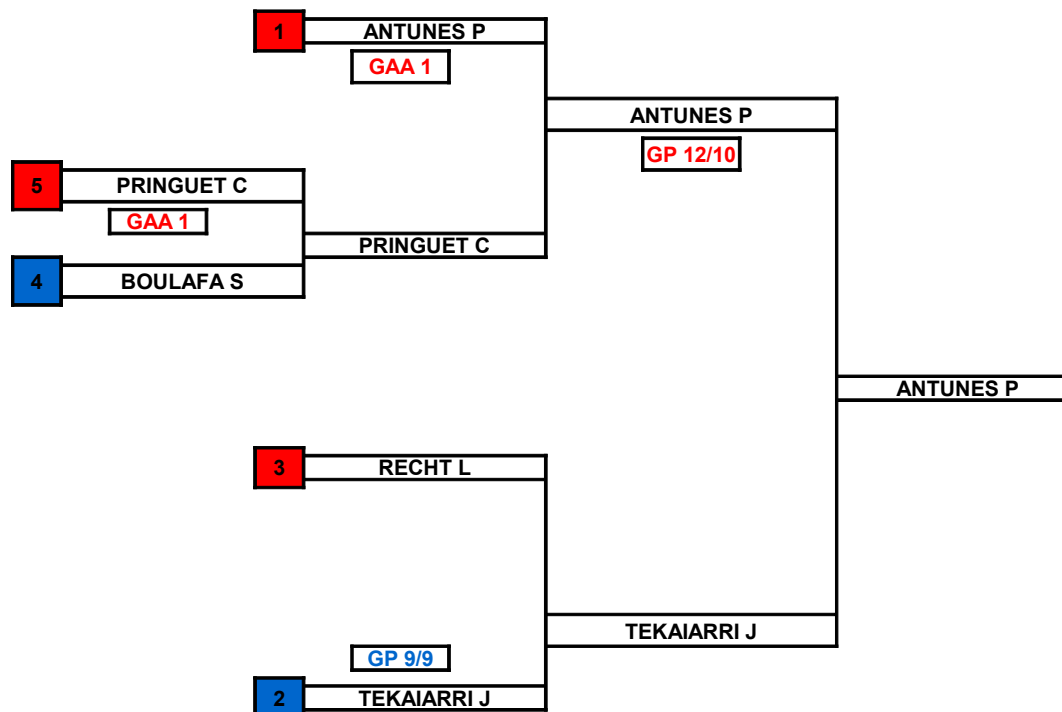 1 ANTUNES P
GAA 1
ANTUNES P
GP 12/10
5 PRINGUET C
GAA 1
PRINGUET C
4 BOULAFA S
ANTUNES P
3 RECHT L
TEKAIARRI J
GP 9/9
2 TEKAIARRI J